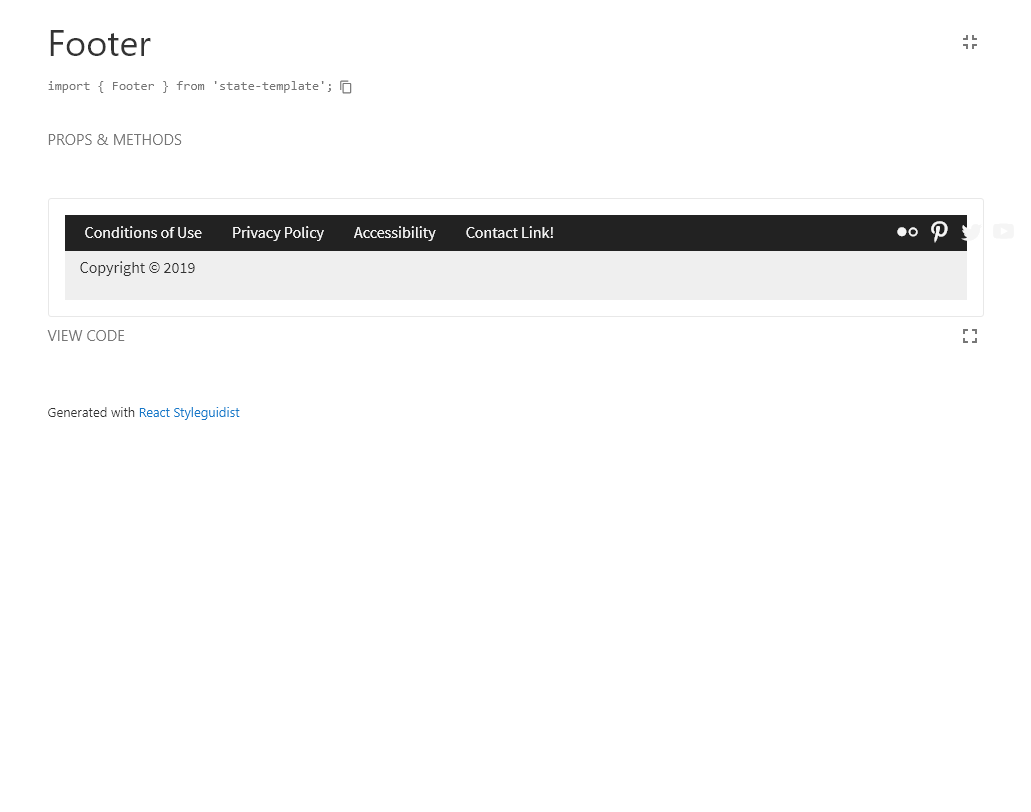 Footer
import { Footer } from 'state-template';
PROPS & METHODS
Conditions of Use Privacy Policy Accessibility Contact Link!
Copyright © 2019
VIEW CODE
Generated with React Styleguidist